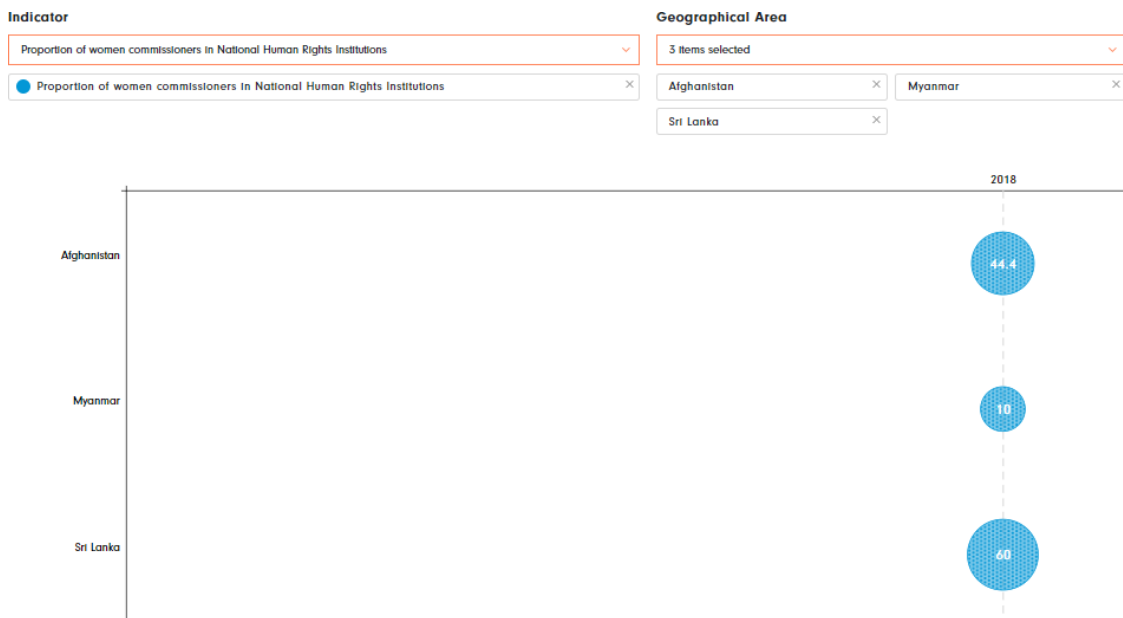 Indicator
Geographical Area
Proportion of women commissioners in National Human Rights Institutions
3 items selected
Proportion of women commissioners in National Human Rights Institutions
Afghanistan
Myanmar
Sri Lanka
2018
Afghanistan
44.4
Myanmar
10
Sri Lanka
60